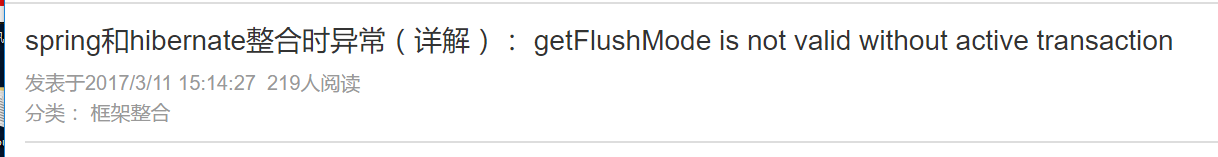 spring和hibernate整合时异常（详解）： getFlushMode is not valid without active transaction
发表于2017/3/11 15:14:27 219人阅读
分类： 框架整合